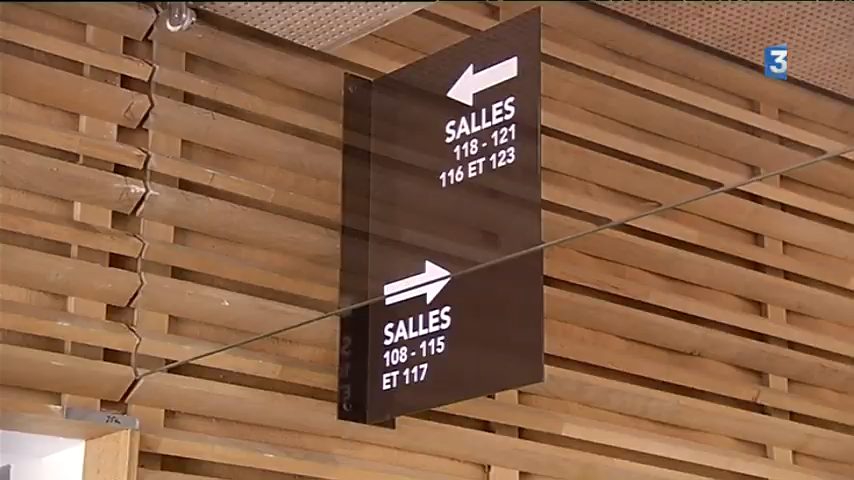 3
SALLES
118 - 121
116 ET 123
SALLES
108 - 115
ET 117